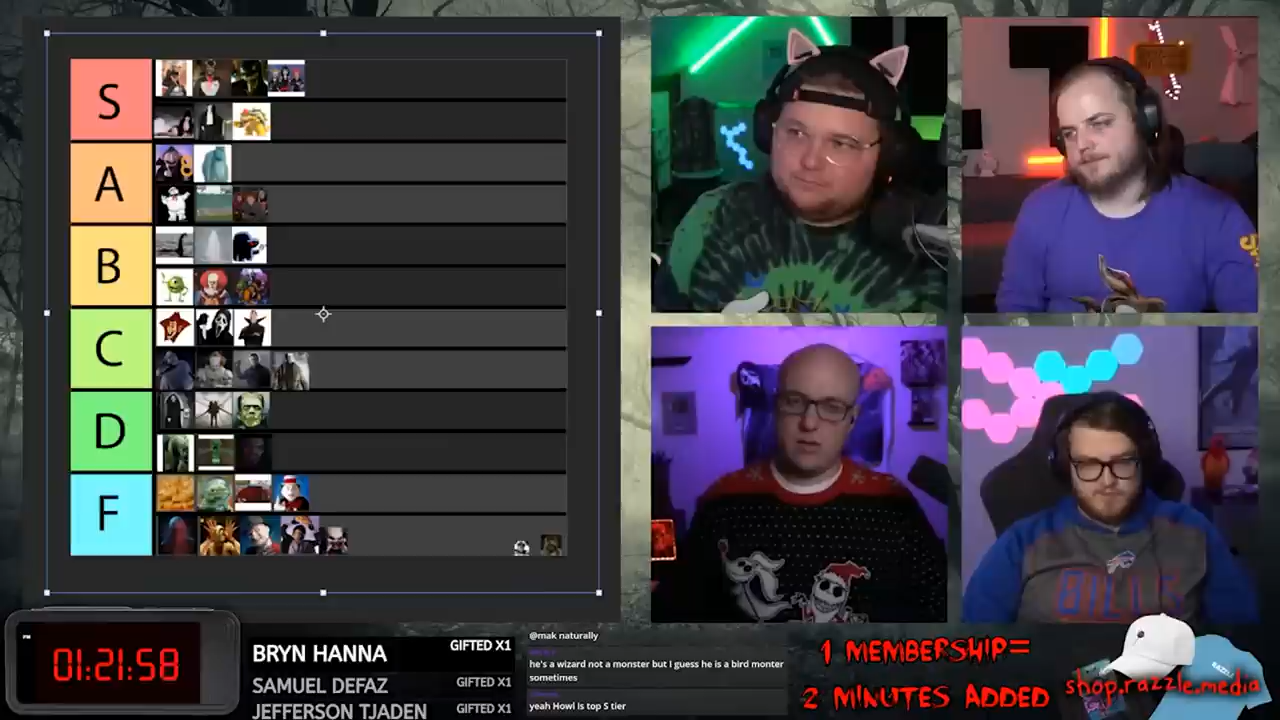 S
A
B
C
D
F
BILLS
PM
01:21:58
BRYN HANNA GIFTED X1
SAMUEL DEFAZ GIFTED X1
JEFFERSON TJADEN GIFTED X1
@mak naturally
he's a wizard not a monster but I guess he is a bird monter
sometimes
yeah Howl is top S tier
1 MEMBERSHIP=
2 MINUTES ADDED
shop.razzle.media